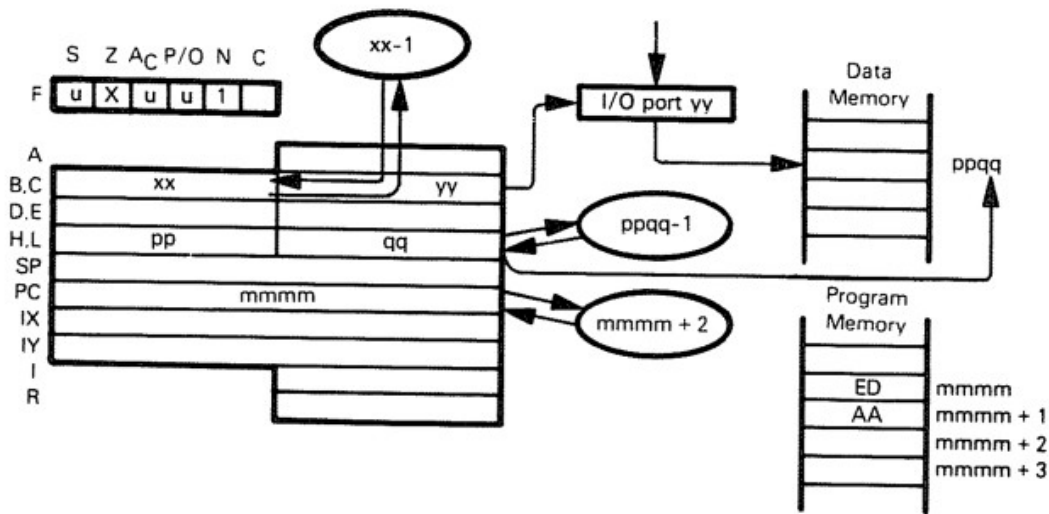 S Z AC P/O N C
F u X u u 1
xx-1
I/O port yy
Data
Memory
ppqq
A
B,C xx yy
D,E
H,L pp qq
ppqq-1
SP
PC mmmm
mmmm + 2
IX
IY
I
R
Program
Memory
ED mmmm
AA mmmm + 1
mmmm + 2
mmmm + 3